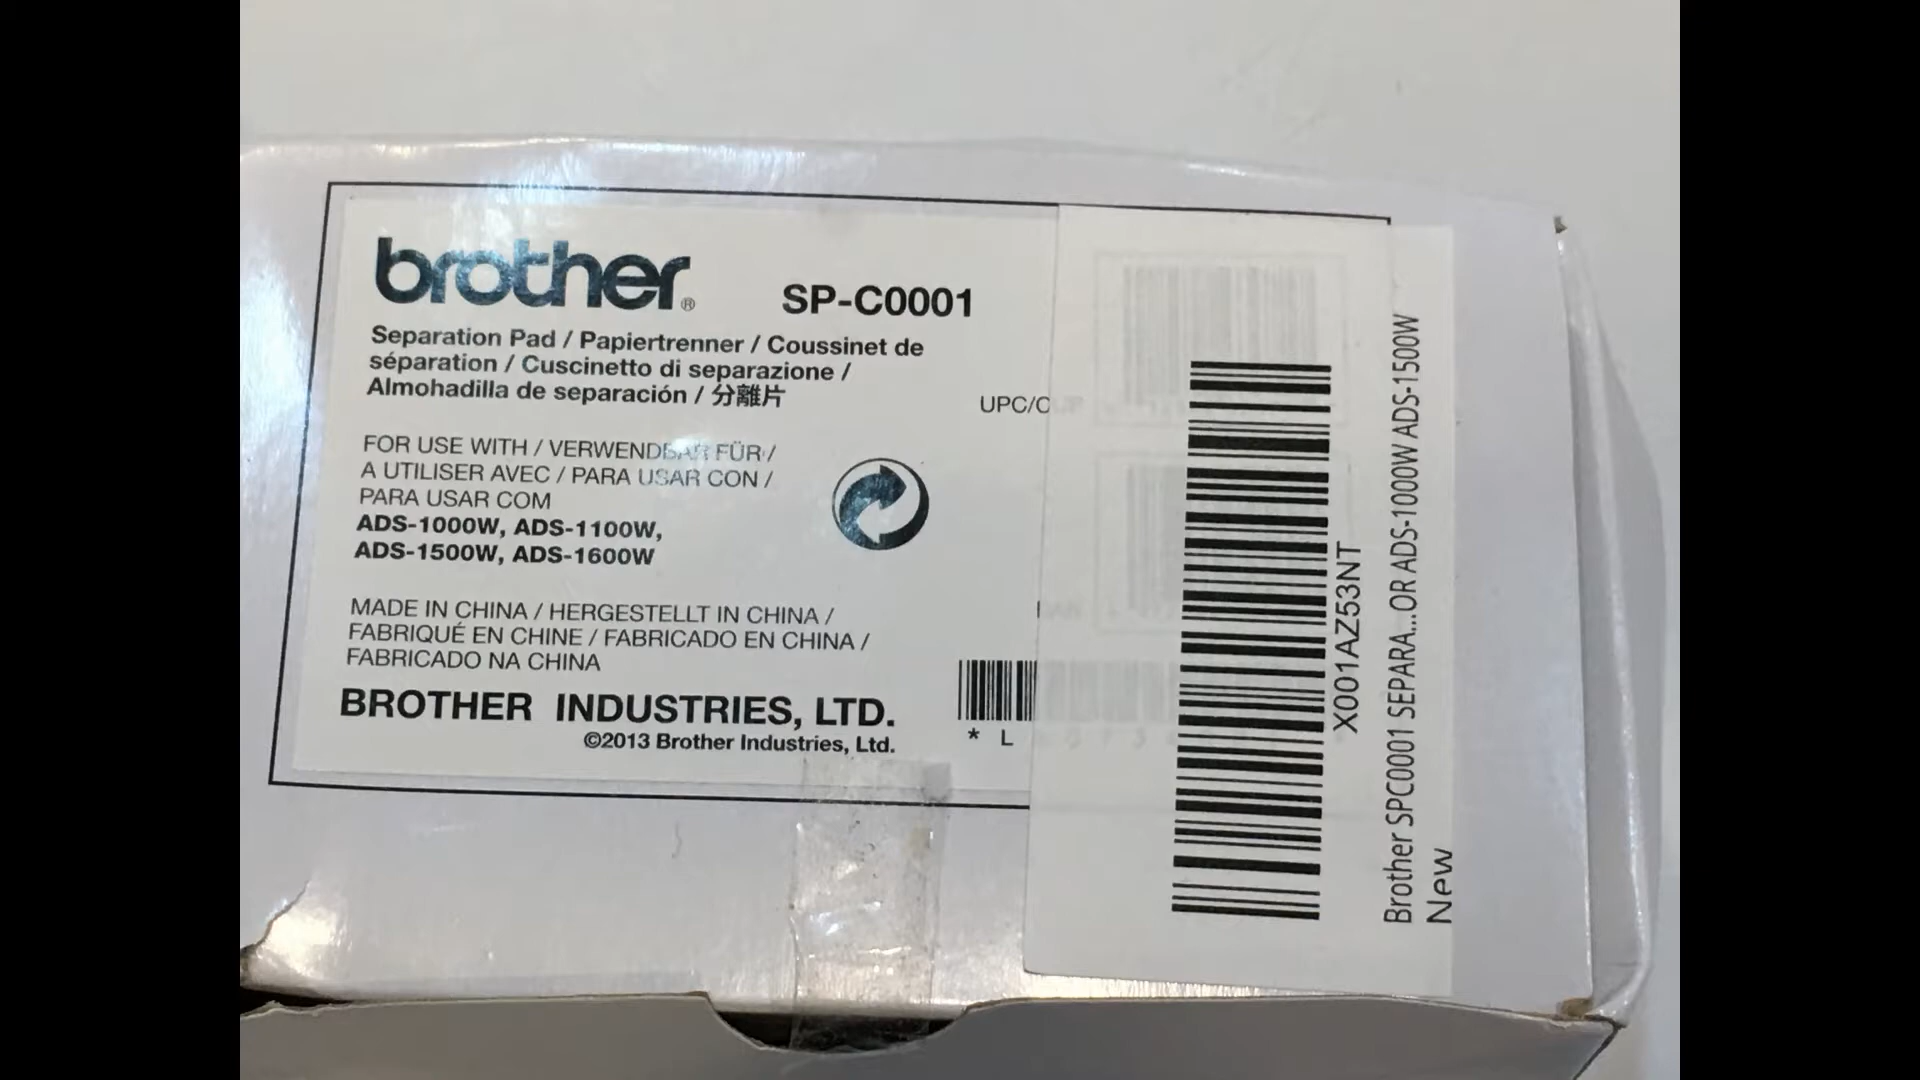 brother®
SP-C0001
Separation Pad / Papiertrenner / Coussinet de
séparation / Cuscinetto di separazione /
Almohadilla de separación / 分離片
UPC/
FOR USE WITH / VERWENDBAR FÜR /
A UTILISER AVEC / PARA USAR CON /
PARA USAR COM
ADS-1000W, ADS-1100W,
ADS-1500W, ADS-1600W
MADE IN CHINA / HERGESTELLT IN CHINA /
FABRIQUÉ EN CHINE / FABRICADO EN CHINA /
FABRICADO NA CHINA
BROTHER INDUSTRIES, LTD.
©2013 Brother Industries, Ltd.
* L
X001AZ53NT
Brother SPC0001 SEPARA...OR ADS-1000W ADS-1500W
New